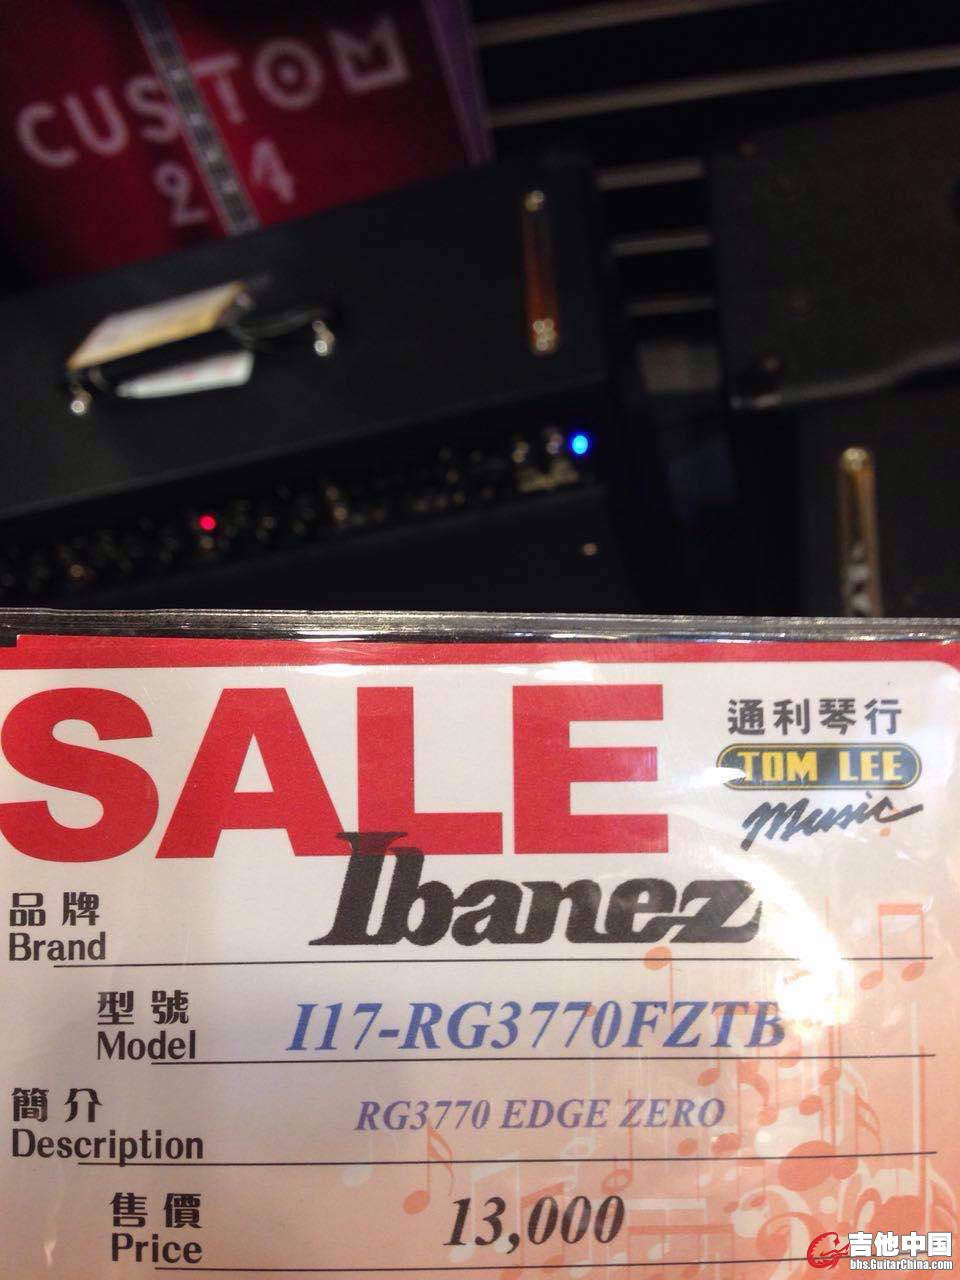 CUSTOM
24
SALE
通利琴行
TOM LEE
Music
Ibanez
品牌
Brand
型號
Model
I17-RG3770FZTB
簡介
Description
RG3770 EDGE ZERO
售價
Price
13,000
吉他中国
bbs.GuitarChina.com